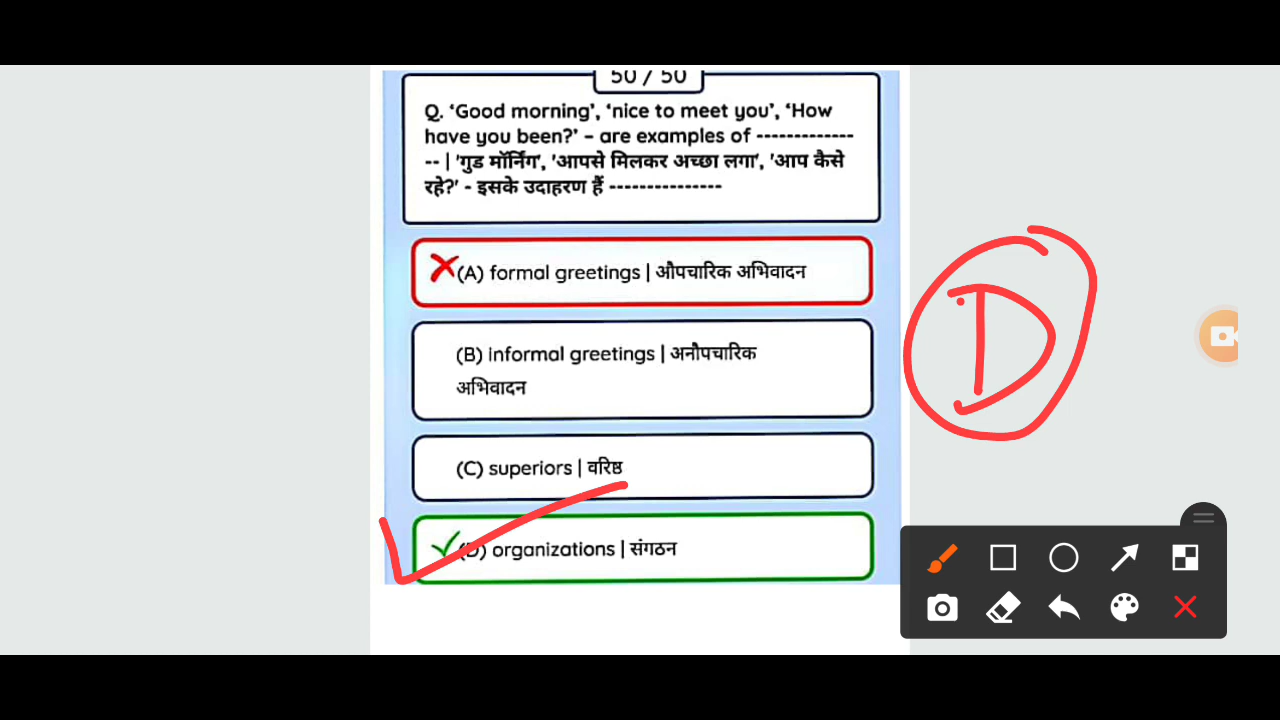 50 / 50
Q. ‘Good morning’, ‘nice to meet you’, ‘How
have you been?’ – are examples of -------------
-- | 'गुड मॉर्निंग', 'आपसे मिलकर अच्छा लगा', 'आप कैसे
रहे?' - इसके उदाहरण हैं ---------------
(A) formal greetings | औपचारिक अभिवादन
(B) informal greetings | अनौपचारिक
अभिवादन
(C) superiors | वरिष्ठ
(D) organizations | संगठन
D